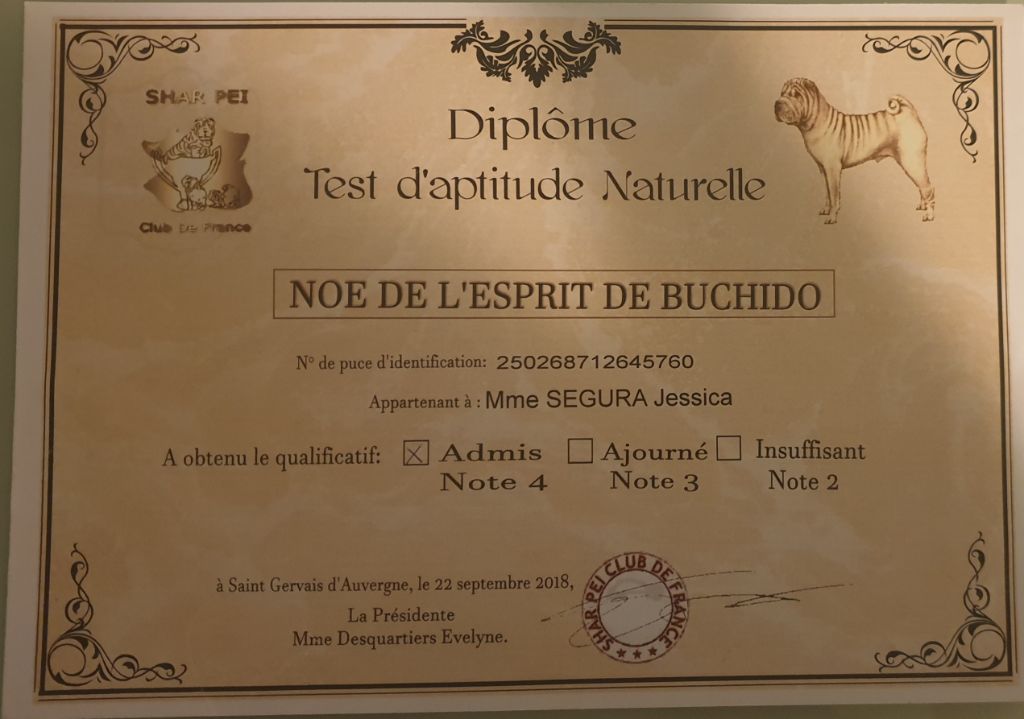 SHAR PEI
Club De France
Diplôme
Test d'aptitude Naturelle
NOE DE L'ESPRIT DE BUCHIDO
N° de puce d'identification: 250268712645760
Appartenant à : Mme SEGURA Jessica
A obtenu le qualificatif: ☒ Admis ☐ Ajourné ☐ Insuffisant
Note 4 Note 3 Note 2
à Saint Gervais d'Auvergne, le 22 septembre 2018,
La Présidente
Mme Desquartiers Evelyne.
SHAR PEI CLUB DE FRANCE